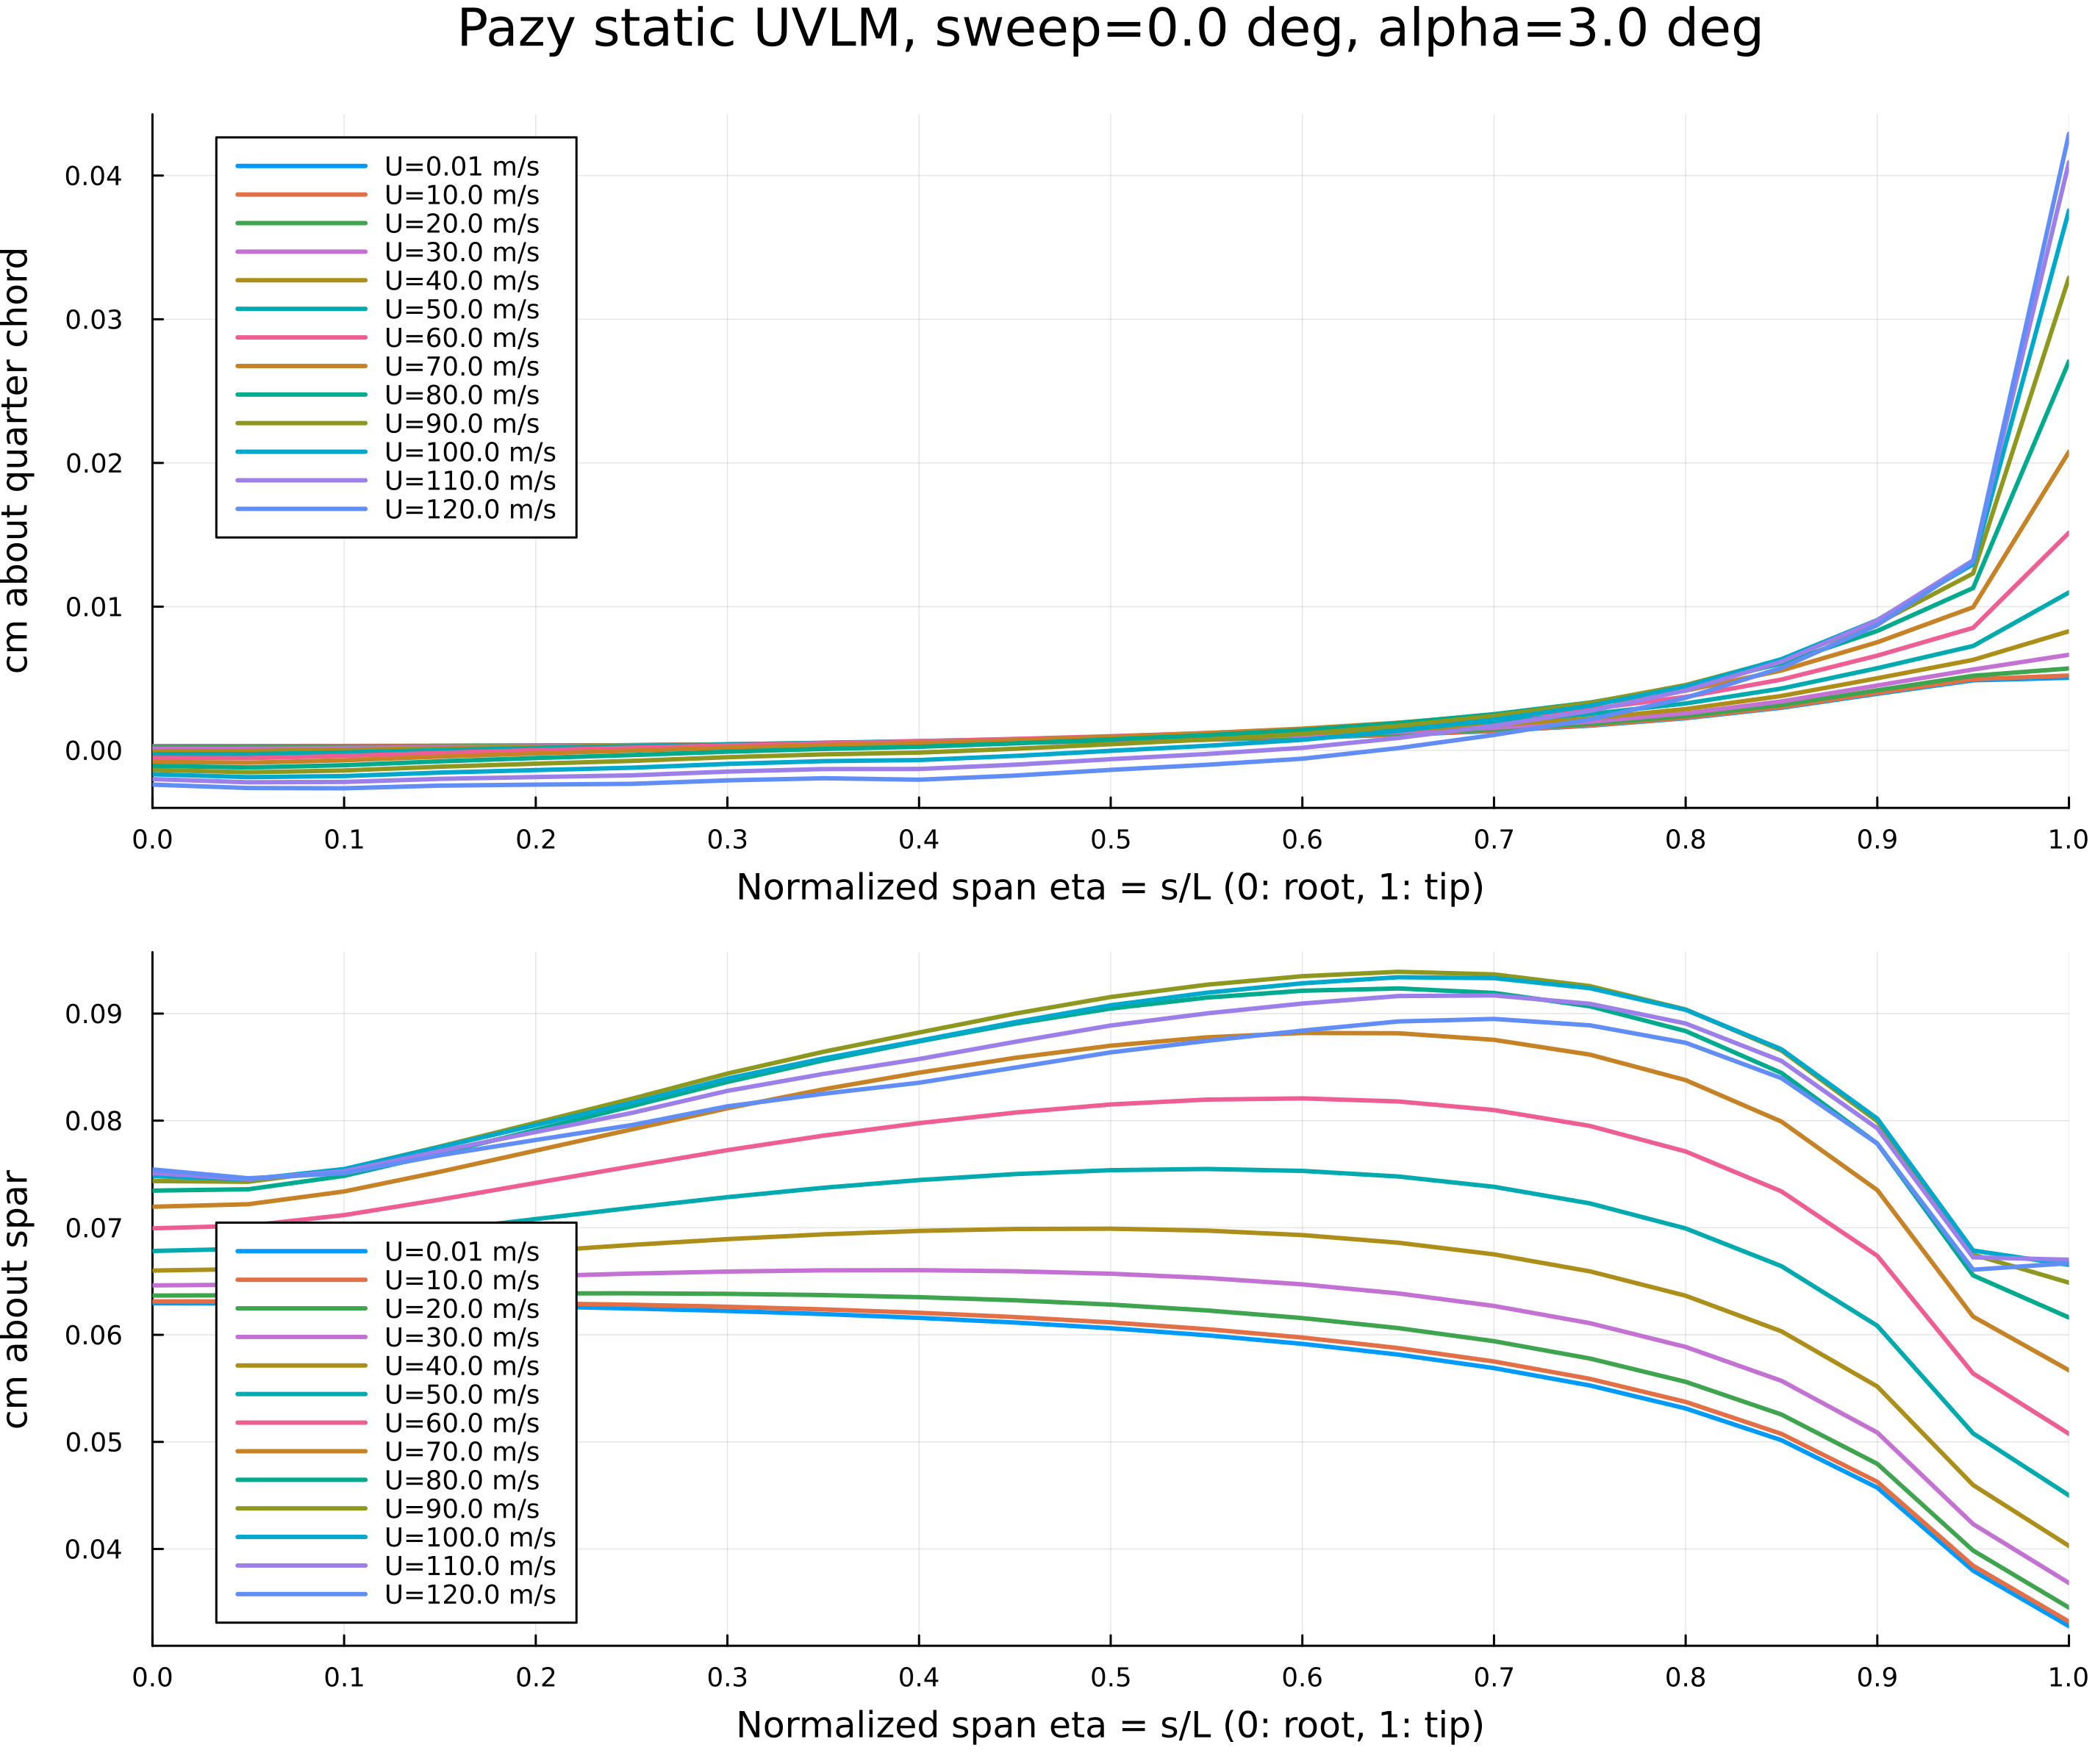 Pazy static UVLM, sweep=0.0 deg, alpha=3.0 deg
cm about quarter chord
0.04
0.03
0.02
0.01
0.00
U=0.01 m/s
U=10.0 m/s
U=20.0 m/s
U=30.0 m/s
U=40.0 m/s
U=50.0 m/s
U=60.0 m/s
U=70.0 m/s
U=80.0 m/s
U=90.0 m/s
U=100.0 m/s
U=110.0 m/s
U=120.0 m/s
0.0 0.1 0.2 0.3 0.4 0.5 0.6 0.7 0.8 0.9 1.0
Normalized span eta = s/L (0: root, 1: tip)
cm about spar
0.09
0.08
0.07
0.06
0.05
0.04
U=0.01 m/s
U=10.0 m/s
U=20.0 m/s
U=30.0 m/s
U=40.0 m/s
U=50.0 m/s
U=60.0 m/s
U=70.0 m/s
U=80.0 m/s
U=90.0 m/s
U=100.0 m/s
U=110.0 m/s
U=120.0 m/s
0.0 0.1 0.2 0.3 0.4 0.5 0.6 0.7 0.8 0.9 1.0
Normalized span eta = s/L (0: root, 1: tip)